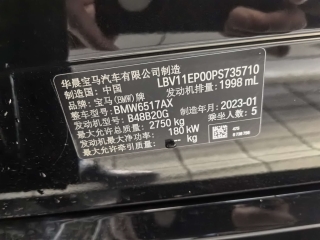 华晨宝马汽车有限公司制造
制造国：中国 LBV11EP00PS735710
品牌：宝马(BMW)牌 发动机排量：1998 mL
整车型号：BMW6517AX
发动机型号：B48B20G 制造年月：2023-01
最大允许总质量：2750 kg 乘坐人数：5
发动机最大净功率：180 kW
最大允许牵引质量： kg